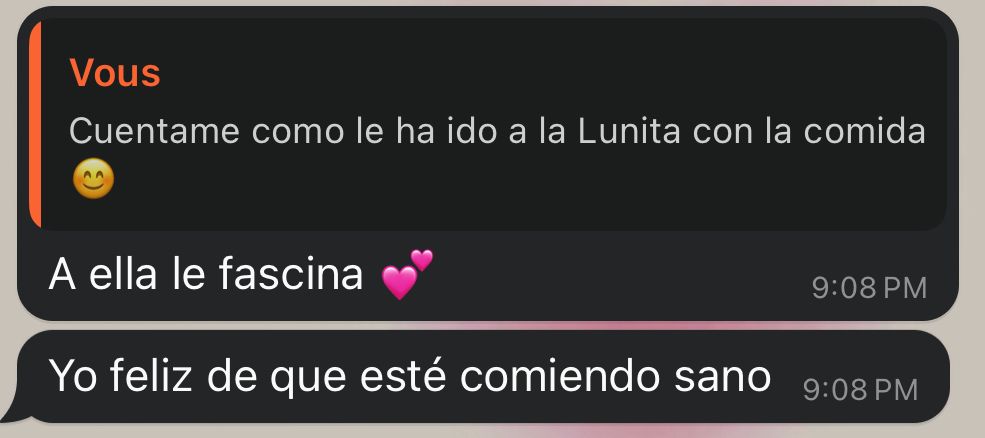 Vous
Cuentame como le ha ido a la Lunita con la comida
😊
A ella le fascina 💕
9:08 PM
Yo feliz de que esté comiendo sano
9:08 PM